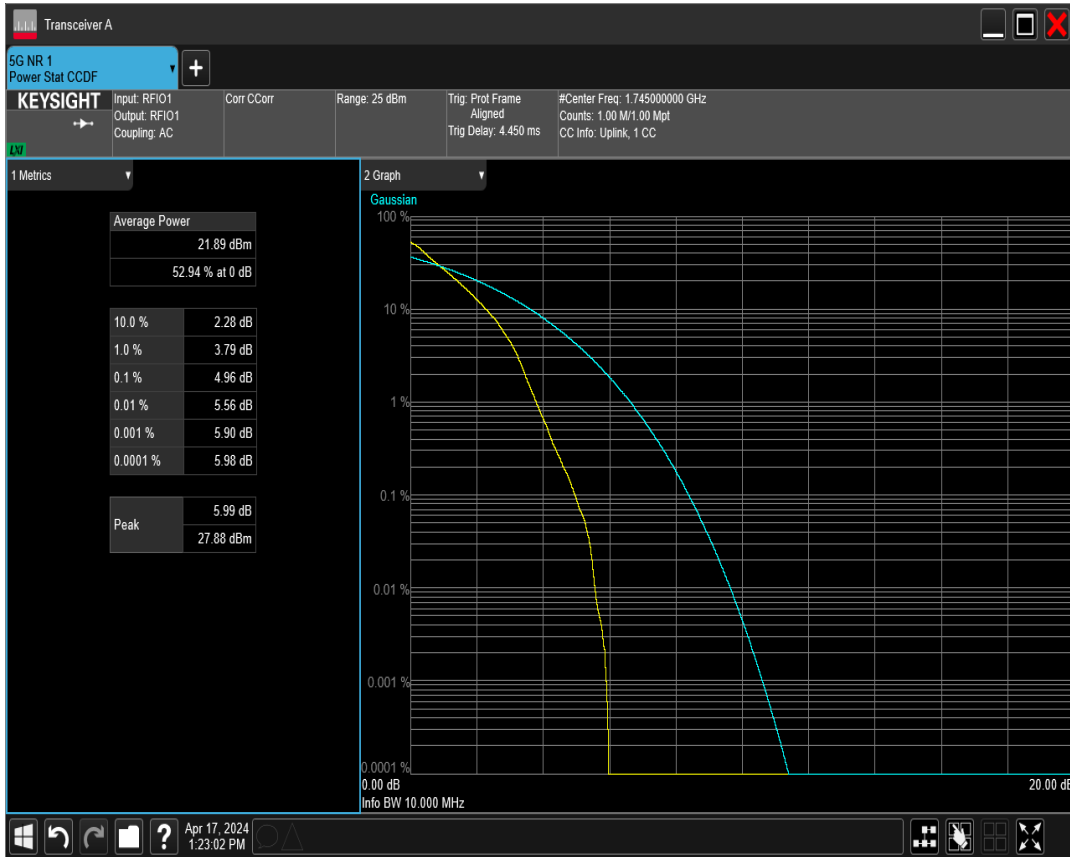 Transceiver A
5G NR 1
Power Stat CCDF
+
KEYSIGHT
LXI
Input: RFIO1
Output: RFIO1
Coupling: AC
Corr CCorr
Range: 25 dBm
Trig: Prot Frame
Aligned
Trig Delay: 4.450 ms
#Center Freq: 1.745000000 GHz
Counts: 1.00 M/1.00 Mpt
CC Info: Uplink, 1 CC
1 Metrics
Average Power
21.89 dBm
52.94 % at 0 dB
10.0 % 2.28 dB
1.0 % 3.79 dB
0.1 % 4.96 dB
0.01 % 5.56 dB
0.001 % 5.90 dB
0.0001 % 5.98 dB
Peak 5.99 dB
27.88 dBm
2 Graph
Gaussian
100 %
10 %
1 %
0.1 %
0.01 %
0.001 %
0.0001 %
0.00 dB 20.00 dB
Info BW 10.000 MHz
?
Apr 17, 2024
1:23:02 PM